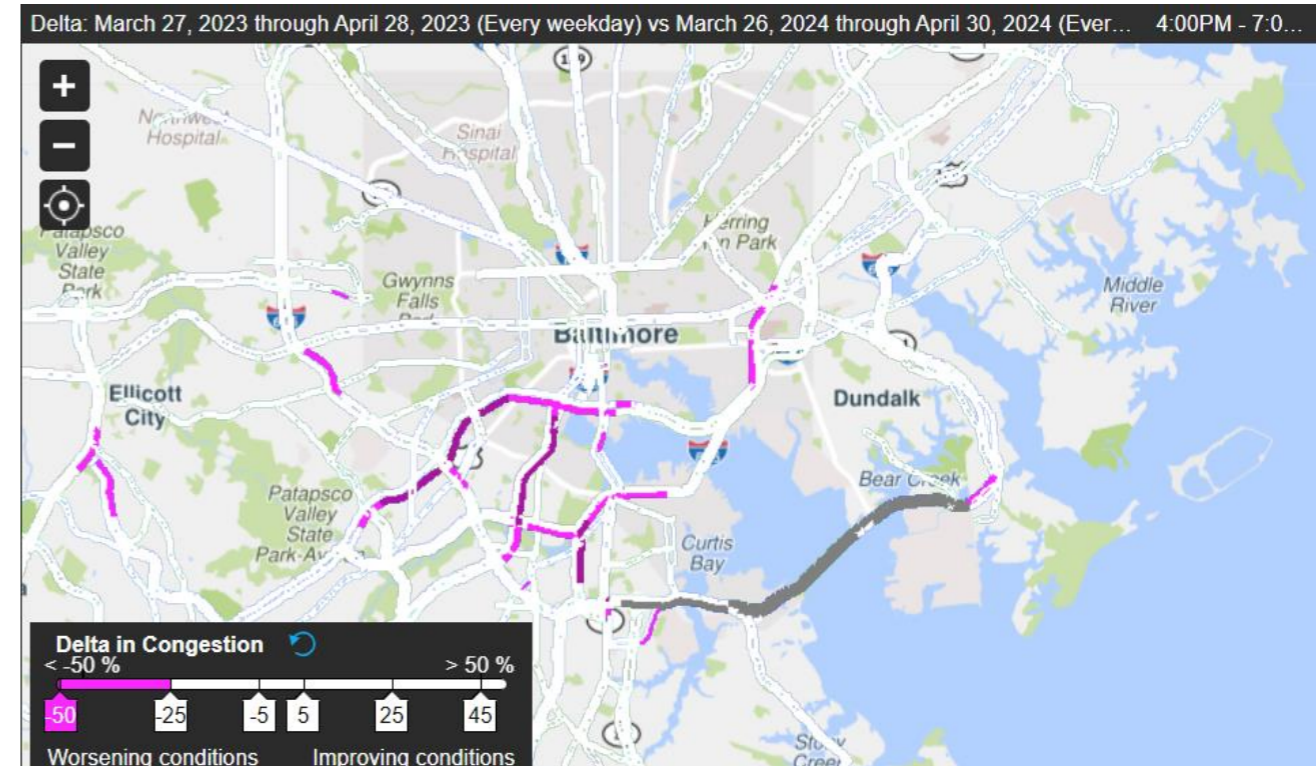 Delta: March 27, 2023 through April 28, 2023 (Every weekday) vs March 26, 2024 through April 30, 2024 (Ever... 4:00PM - 7:0...
+
−
Hospital
Sinai
Hospital
Patapsco
Valley
State
Park
Gwynns
Falls
Herring
Run Park
Middle
River
Baltimore
Ellicott
City
Dundalk
Bear Creek
Patapsco
Valley
State
Curtis
Bay
Delta in Congestion
< -50 % > 50 %
-50 -25 -5 5 25 45
Worsening conditions Improving conditions
Creek